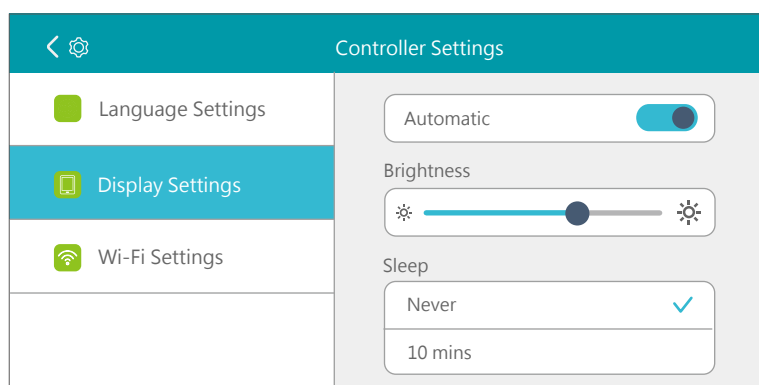 Controller Settings
Language Settings
Display Settings
Wi-Fi Settings
Automatic
Brightness
Sleep
Never
10 mins